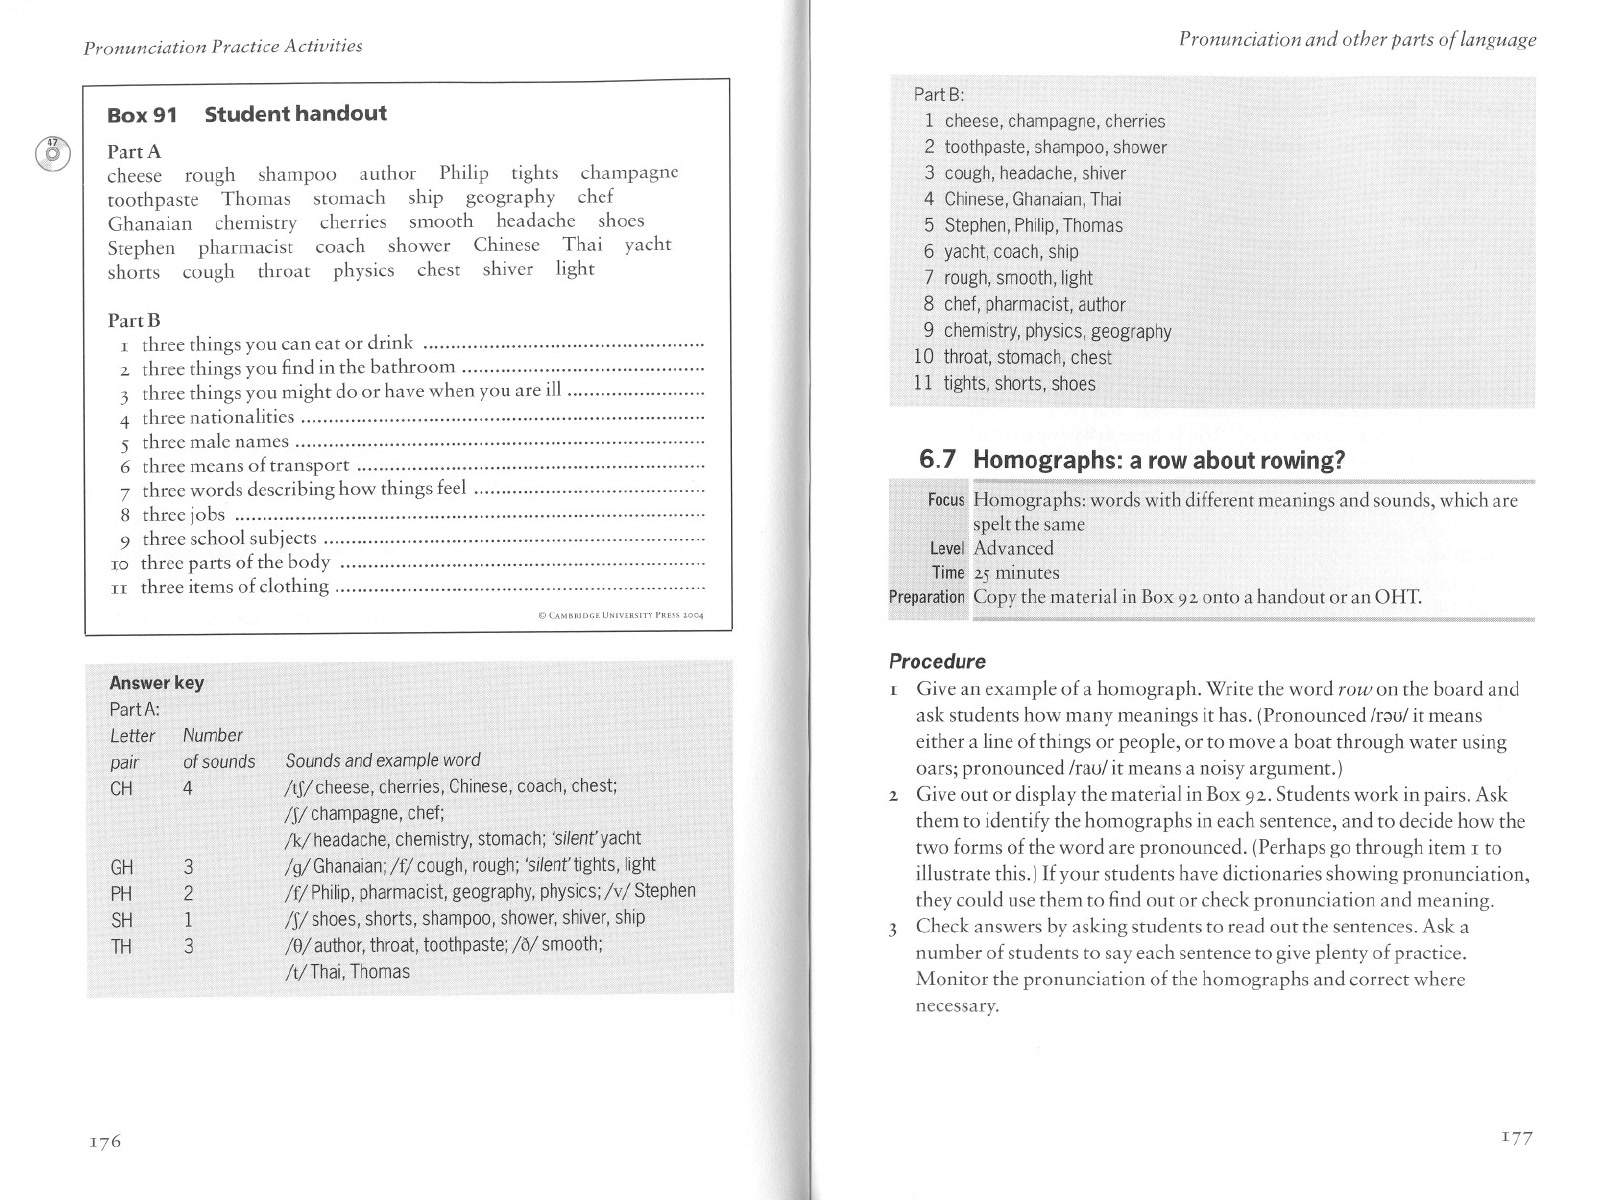 Pronunciation Practice Activities
Box 91 Student handout
47
Part A
cheese rough shampoo author Philip tights champagne
toothpaste Thomas stomach ship geography chef
Ghanaian chemistry cherries smooth headache shoes
Stephen pharmacist coach shower Chinese Thai yacht
shorts cough throat physics chest shiver light
Part B
1 three things you can eat or drink ..................................................
2 three things you find in the bathroom ...........................................
3 three things you might do or have when you are ill ........................
4 three nationalities ........................................................................
5 three male names .........................................................................
6 three means of transport ..............................................................
7 three words describing how things feel .........................................
8 three jobs ....................................................................................
9 three school subjects ....................................................................
10 three parts of the body .................................................................
11 three items of clothing ..................................................................
© CAMBRIDGE UNIVERSITY PRESS 2004
Answer key
Part A:
Letter Number
pair of sounds Sounds and example word
CH 4 /tʃ/ cheese, cherries, Chinese, coach, chest;
/ʃ/ champagne, chef;
/k/ headache, chemistry, stomach; 'silent' yacht
GH 3 /g/ Ghanaian; /f/ cough, rough; 'silent' tights, light
PH 2 /f/ Philip, pharmacist, geography, physics; /v/ Stephen
SH 1 /ʃ/ shoes, shorts, shampoo, shower, shiver, ship
TH 3 /θ/ author, throat, toothpaste; /ð/ smooth;
/t/ Thai, Thomas
176
Pronunciation and other parts of language
Part B:
1 cheese, champagne, cherries
2 toothpaste, shampoo, shower
3 cough, headache, shiver
4 Chinese, Ghanaian, Thai
5 Stephen, Philip, Thomas
6 yacht, coach, ship
7 rough, smooth, light
8 chef, pharmacist, author
9 chemistry, physics, geography
10 throat, stomach, chest
11 tights, shorts, shoes
6.7 Homographs: a row about rowing?
Focus Homographs: words with different meanings and sounds, which are
spelt the same
Level Advanced
Time 25 minutes
Preparation Copy the material in Box 92 onto a handout or an OHT.
Procedure
1 Give an example of a homograph. Write the word row on the board and
ask students how many meanings it has. (Pronounced /rəʊ/ it means
either a line of things or people, or to move a boat through water using
oars; pronounced /raʊ/ it means a noisy argument.)
2 Give out or display the material in Box 92. Students work in pairs. Ask
them to identify the homographs in each sentence, and to decide how the
two forms of the word are pronounced. (Perhaps go through item 1 to
illustrate this.) If your students have dictionaries showing pronunciation,
they could use them to find out or check pronunciation and meaning.
3 Check answers by asking students to read out the sentences. Ask a
number of students to say each sentence to give plenty of practice.
Monitor the pronunciation of the homographs and correct where
necessary.
177